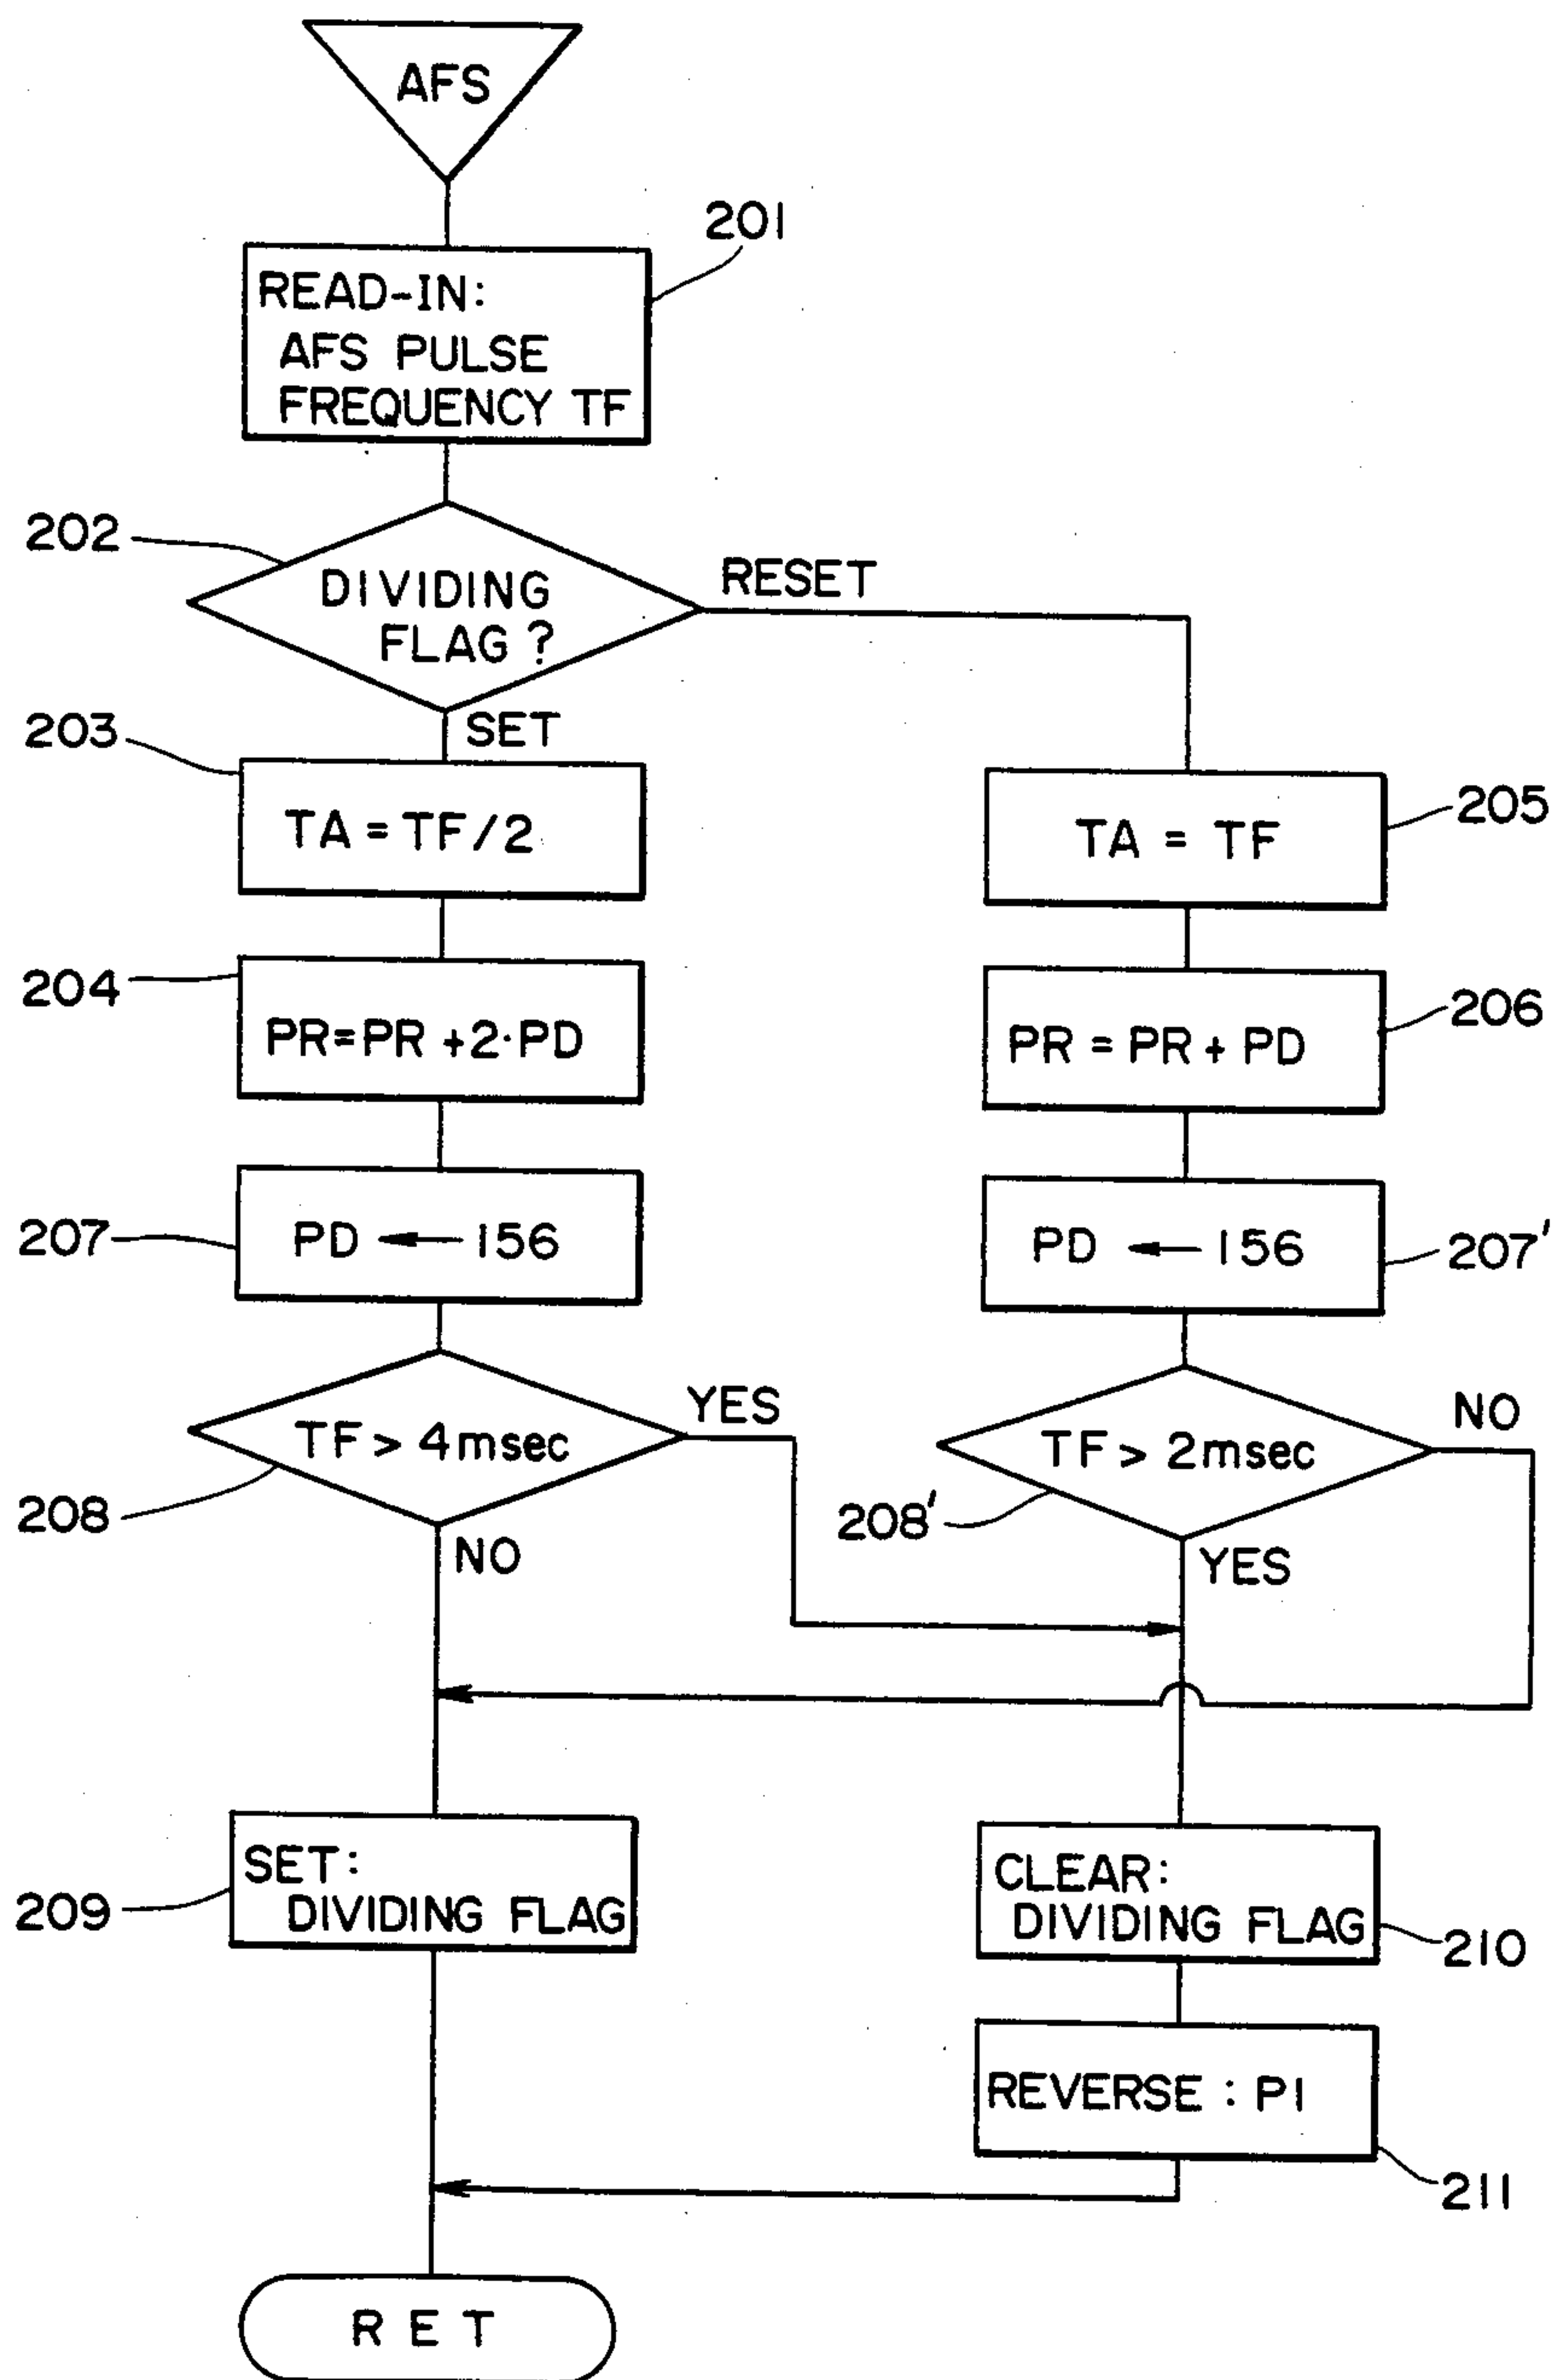 AFS
201
READ-IN:
AFS PULSE
FREQUENCY TF
202
DIVIDING
FLAG?
RESET
SET
203
TA = TF/2
205
TA = TF
204
PR=PR+2·PD
206
PR = PR + PD
207
PD ← 156
207'
PD ← 156
208
TF > 4msec
YES
NO
208'
TF > 2msec
NO
YES
209
SET:
DIVIDING FLAG
210
CLEAR:
DIVIDING FLAG
211
REVERSE : P1
RET